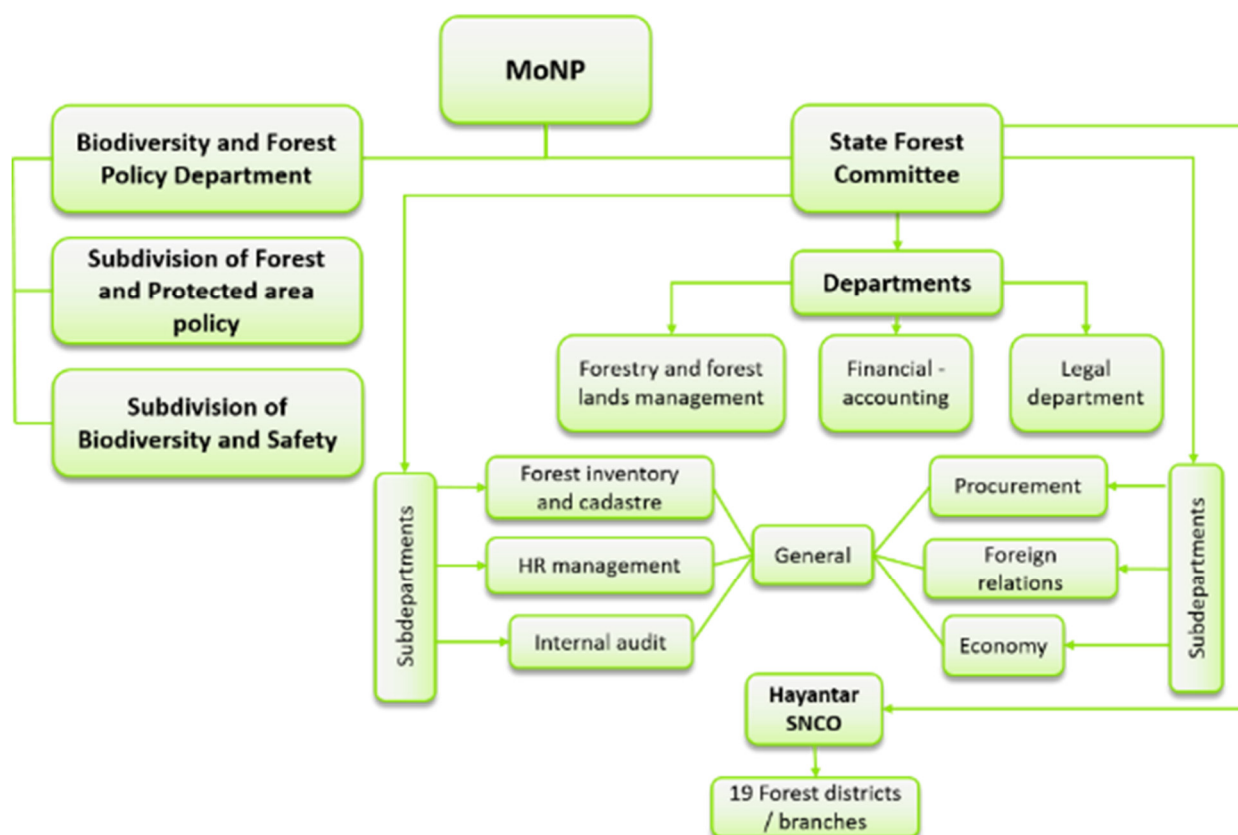 MoNP
Biodiversity and Forest
Policy Department
State Forest
Committee
Subdivision of Forest
and Protected area
policy
Departments
Subdivision of
Biodiversity and Safety
Forestry and forest
lands management
Financial -
accounting
Legal
department
Subdepartments
Forest inventory
and cadastre
HR management
Internal audit
General
Procurement
Foreign
relations
Economy
Subdepartments
Hayantar
SNCO
19 Forest districts
/ branches